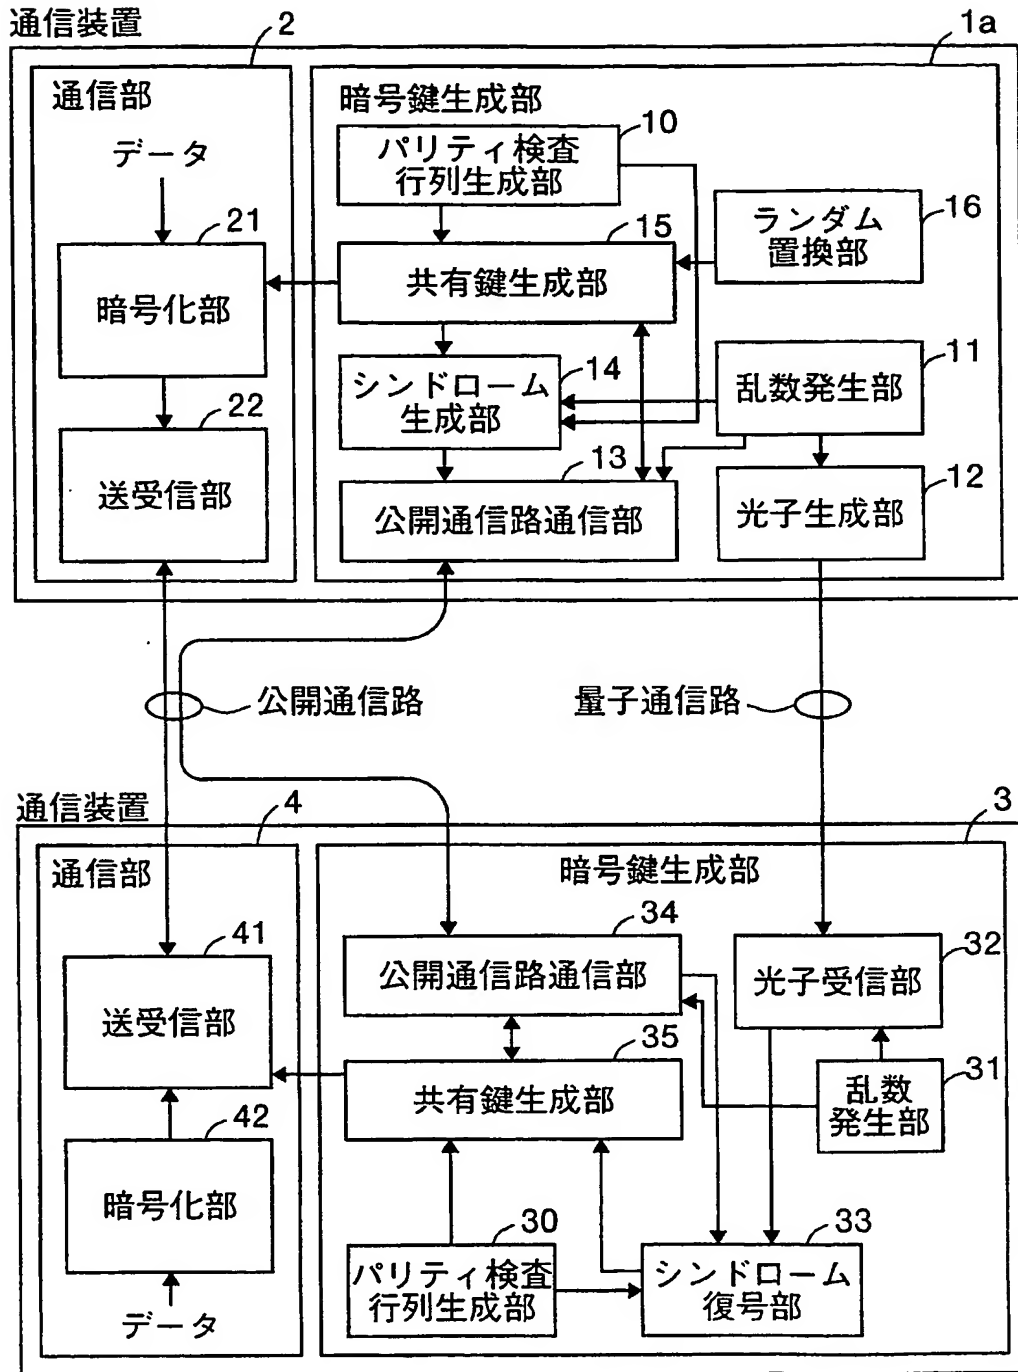 通信装置
2
1a
通信部
暗号鍵生成部
データ
10
パリティ検査
行列生成部
16
ランダム
置換部
21
暗号化部
15
共有鍵生成部
14
シンドローム
生成部
11
乱数発生部
22
送受信部
13
公開通信路通信部
12
光子生成部
公開通信路
量子通信路
通信装置
4
3
通信部
暗号鍵生成部
41
送受信部
34
公開通信路通信部
32
光子受信部
35
共有鍵生成部
31
乱数
発生部
42
暗号化部
30
パリティ検査
行列生成部
33
シンドローム
復号部
データ